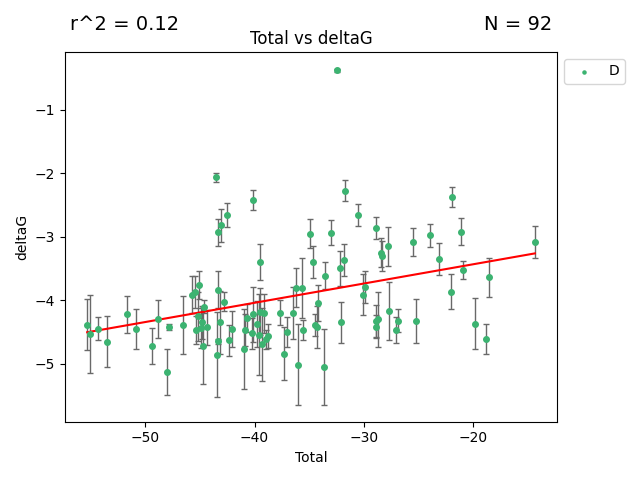 r^2 = 0.12
N = 92
Total vs deltaG
D
deltaG
−1
−2
−3
−4
−5
−50
−40
−30
−20
Total